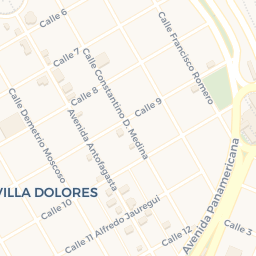 Calle 6
Calle Francisco Romero
Calle 7
Calle 8
Calle Constantino D. Medina
Calle 9
Calle Demetrio Moscoso
Avenida Antofagasta
Avenida Panamericana
VILLA DOLORES
Calle 10
Calle 11 Alfredo Jauregui
Calle 12
Calle 3